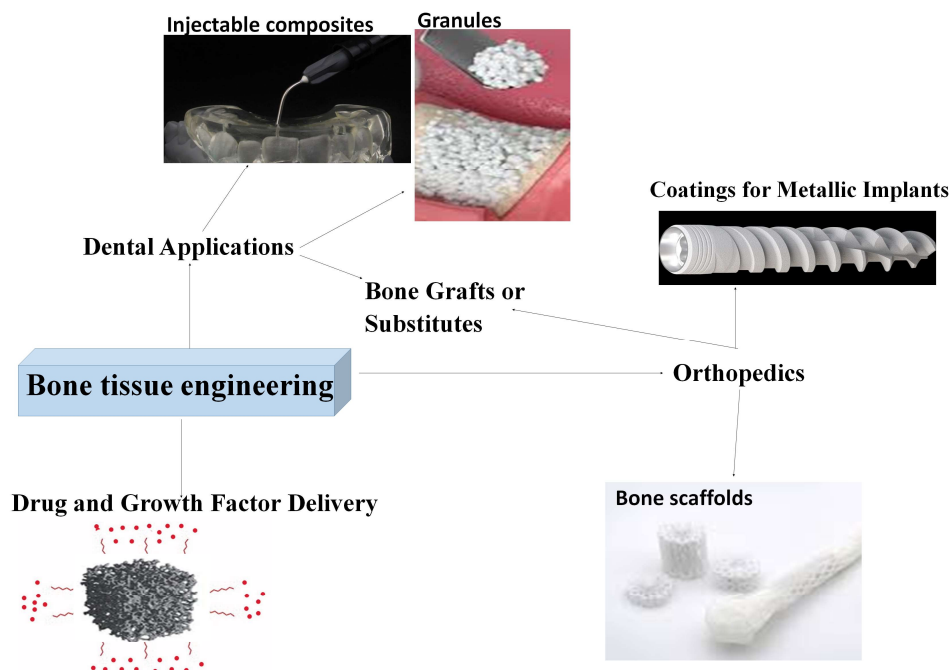 Injectable composites
Granules
Coatings for Metallic Implants
Dental Applications
Bone Grafts or
Substitutes
Bone tissue engineering
Orthopedics
Drug and Growth Factor Delivery
Bone scaffolds